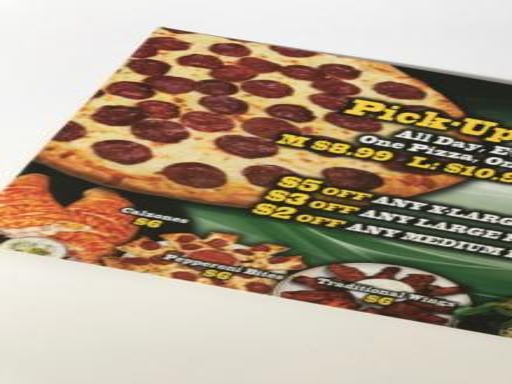 Pick-Up
All Day, E
One Pizza, On
M $8.99 L: $10.9
$5 OFF ANY X-LARG
$3 OFF ANY LARGE
$2 OFF ANY MEDIUM
Calzones
$6
Pepperoni Bites
$6
Traditional Wings
$6